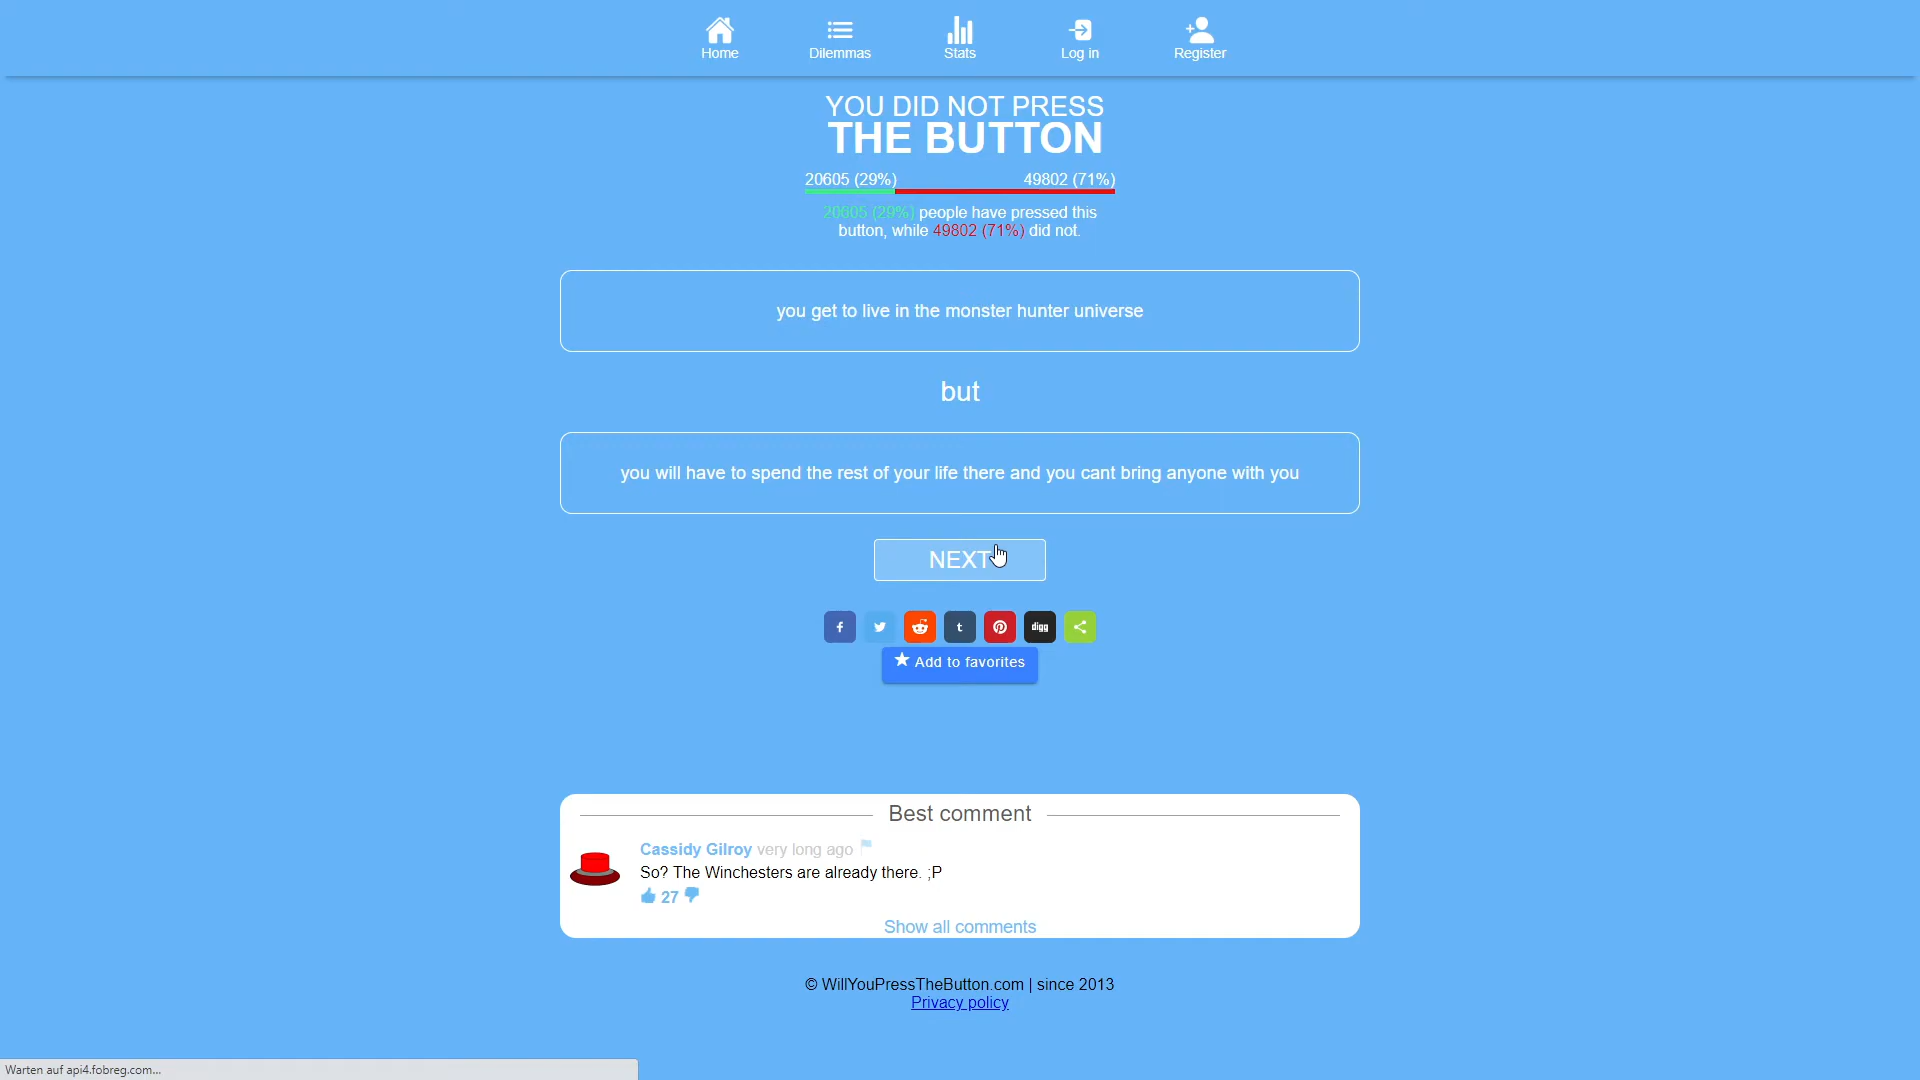 Home
Dilemmas
Stats
Log in
Register
YOU DID NOT PRESS
THE BUTTON
20605 (29%)
49802 (71%)
20605 (29%) people have pressed this
button, while 49802 (71%) did not.
you get to live in the monster hunter universe
but
you will have to spend the rest of your life there and you cant bring anyone with you
NEXT
f
t
digg
Add to favorites
Best comment
Cassidy Gilroy very long ago
So? The Winchesters are already there. ;P
27
Show all comments
© WillYouPressTheButton.com | since 2013
Privacy policy
Warten auf api4.fobreg.com...